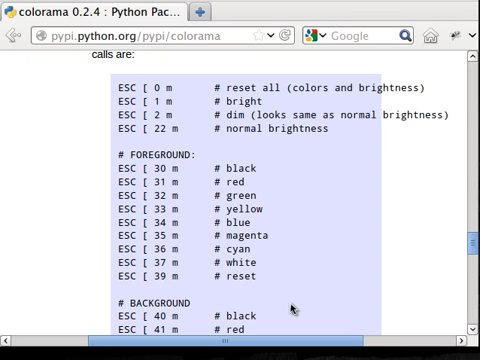 colorama 0.2.4 : Python Pac...
pypi.python.org/pypi/colorama
Google
calls are:
ESC [ 0 m # reset all (colors and brightness)
ESC [ 1 m # bright
ESC [ 2 m # dim (looks same as normal brightness)
ESC [ 22 m # normal brightness
# FOREGROUND:
ESC [ 30 m # black
ESC [ 31 m # red
ESC [ 32 m # green
ESC [ 33 m # yellow
ESC [ 34 m # blue
ESC [ 35 m # magenta
ESC [ 36 m # cyan
ESC [ 37 m # white
ESC [ 39 m # reset
# BACKGROUND
ESC [ 40 m # black
ESC [ 41 m # red